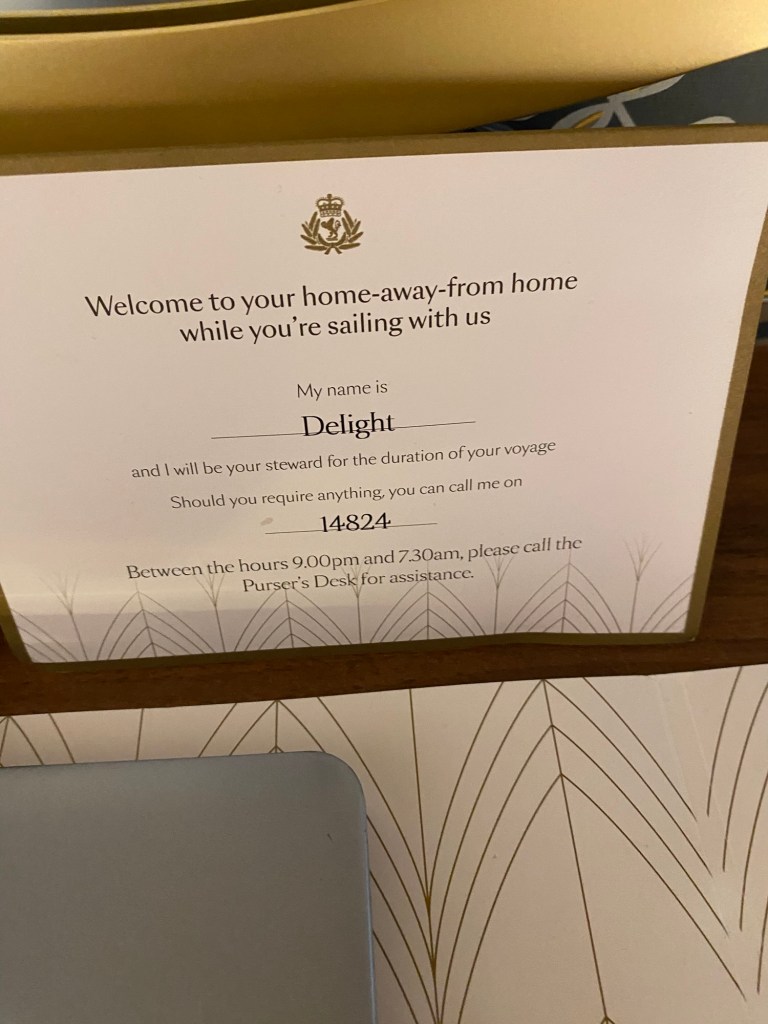 Welcome to your home-away-from home
while you're sailing with us
My name is
Delight
and I will be your steward for the duration of your voyage
Should you require anything, you can call me on
14824
Between the hours 9.00pm and 7.30am, please call the
Purser's Desk for assistance.